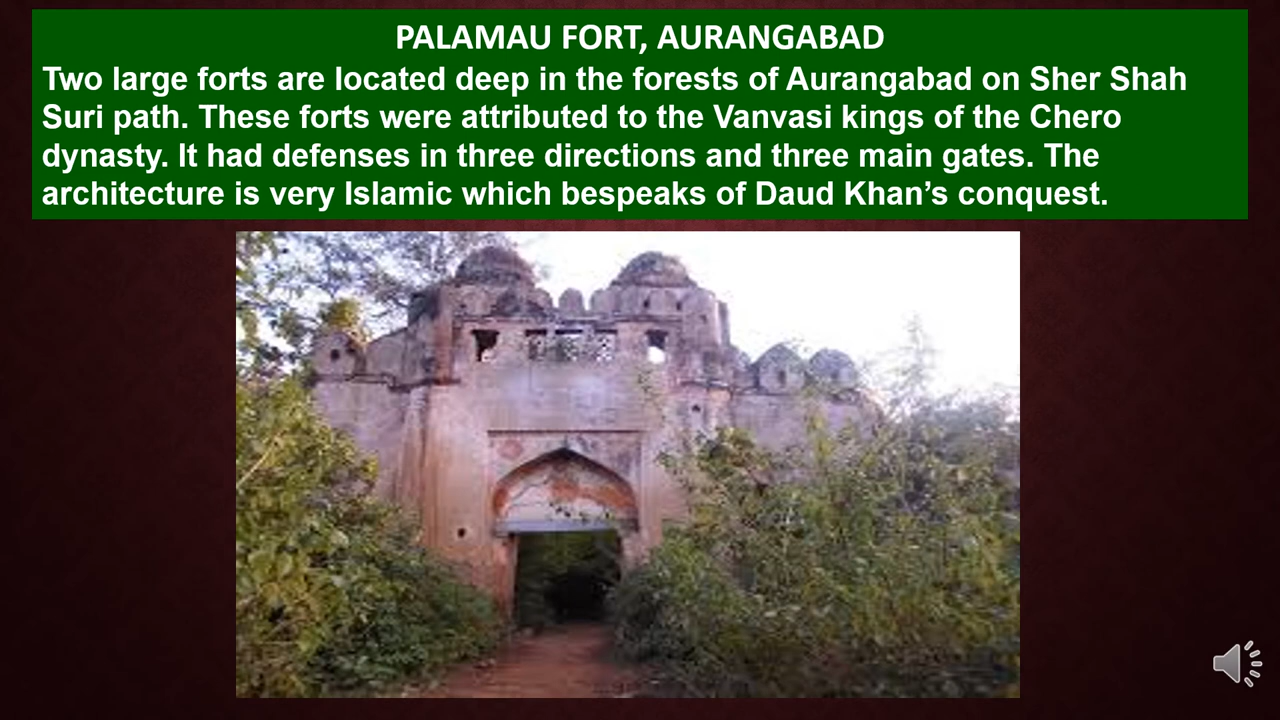 PALAMAU FORT, AURANGABAD
Two large forts are located deep in the forests of Aurangabad on Sher Shah
Suri path. These forts were attributed to the Vanvasi kings of the Chero
dynasty. It had defenses in three directions and three main gates. The
architecture is very Islamic which bespeaks of Daud Khan’s conquest.